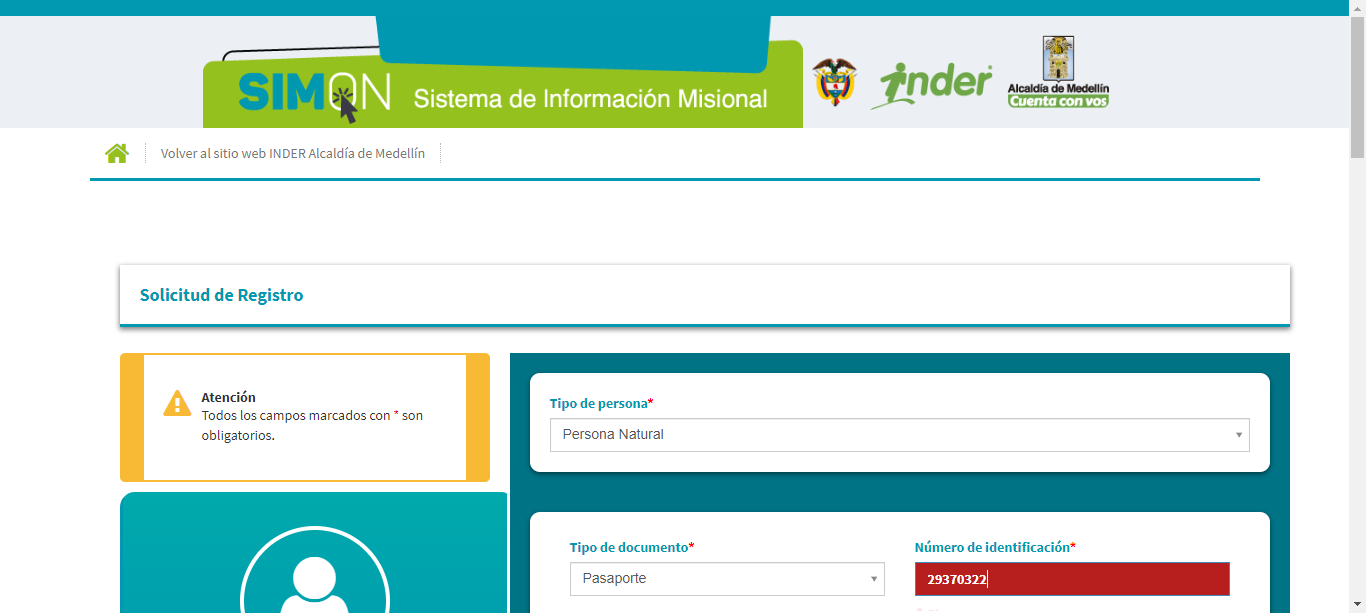 SIMON
Sistema de Información Misional
inder
Alcaldía de Medellín
Cuenta con vos
Volver al sitio web INDER Alcaldía de Medellín
Solicitud de Registro
Atención
Todos los campos marcados con * son
obligatorios.
Tipo de persona*
Persona Natural
Tipo de documento*
Número de identificación*
Pasaporte
29370322